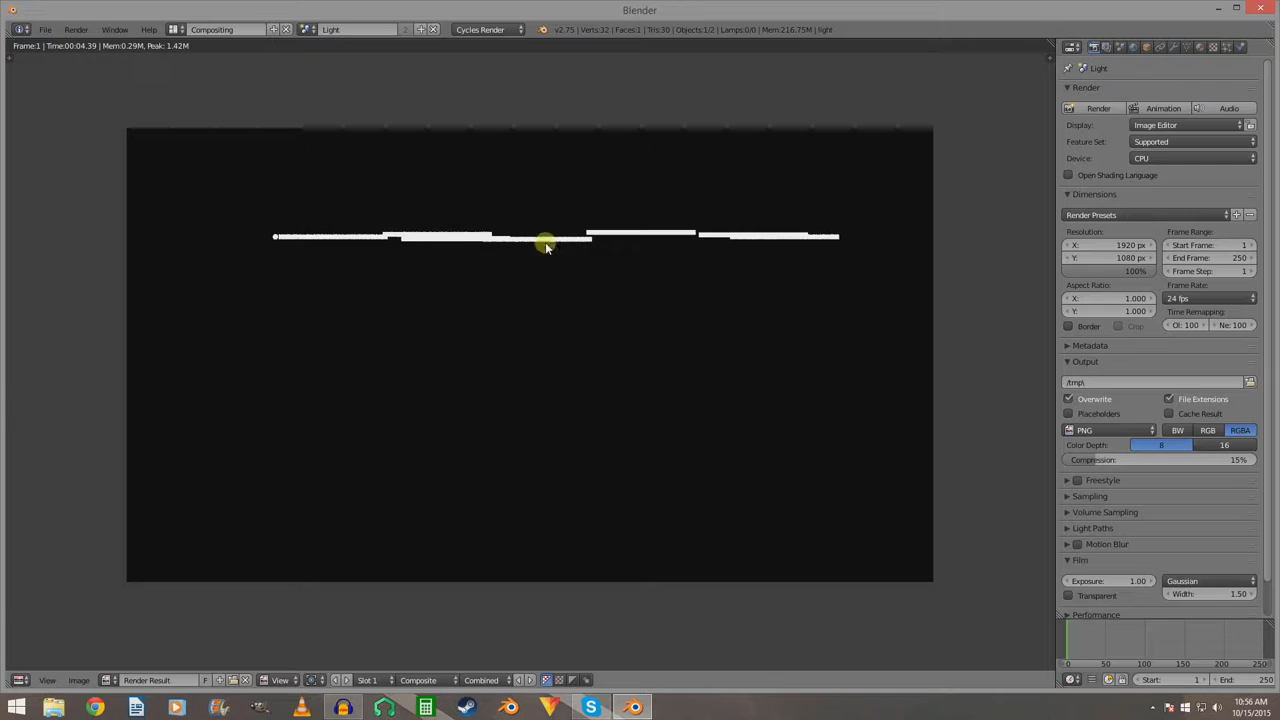 Blender
File Render Window Help Compositing Light 2 Cycles Render v2.75 | Verts:32 | Faces:1 | Tris:30 | Objects:1/2 | Lamps:0/0 | Mem:216.75M | light
Frame:1 | Time:00:04.39 | Mem:0.29M, Peak: 1.42M
Light
Render
Render Animation Audio
Display: Image Editor
Feature Set: Supported
Device: CPU
Open Shading Language
Dimensions
Render Presets
Resolution: Frame Range:
X: 1920 px Start Frame: 1
Y: 1080 px End Frame: 250
100% Frame Step: 1
Aspect Ratio: Frame Rate:
X: 1.000 24 fps
Y: 1.000 Time Remapping:
Border Crop Ol: 100 Ne: 100
Metadata
Output
/tmp\
Overwrite File Extensions
Placeholders Cache Result
PNG BW RGB RGBA
Color Depth: 8 16
Compression: 15%
Freestyle
Sampling
Volume Sampling
Light Paths
Motion Blur
Film
Exposure: 1.00 Gaussian
Transparent Width: 1.50
Performance
0 50 100 150 200 250
View Image Render Result F View Slot 1 Composite Combined Start: 1 End: 250
10:56 AM
10/15/2015